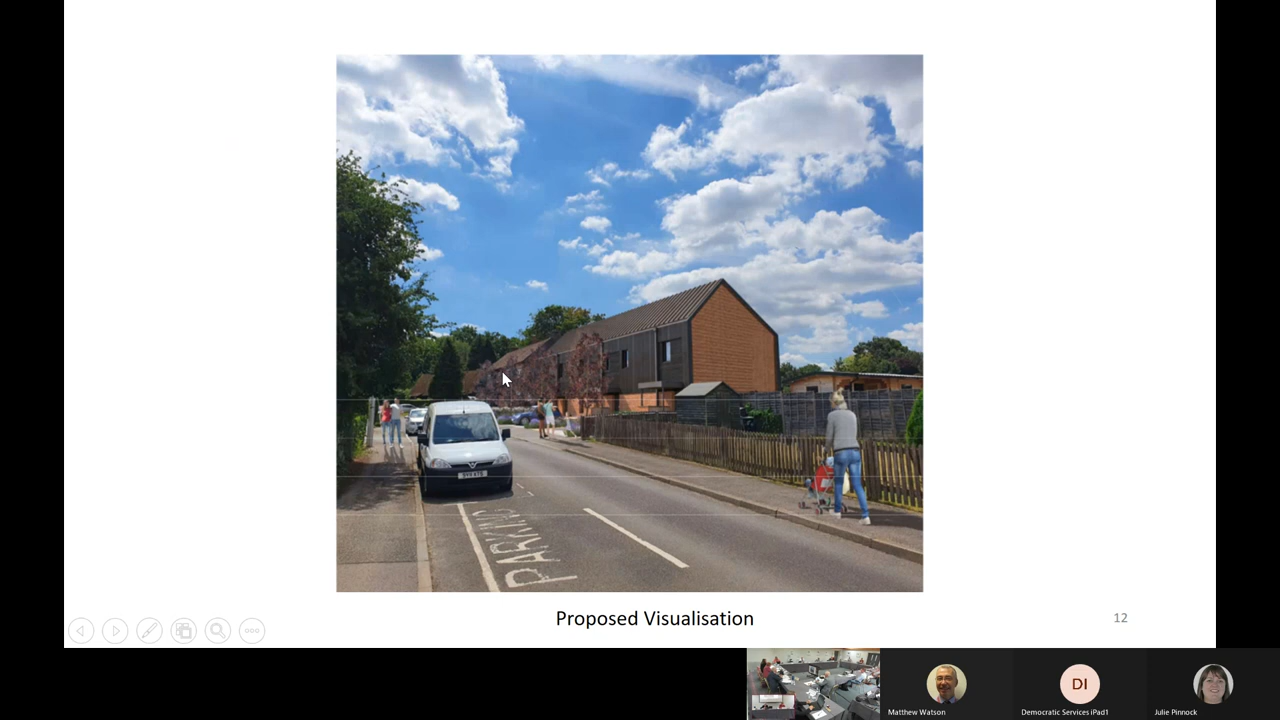 PARKING
Proposed Visualisation
12
DI
Matthew Watson
Democratic Services iPad1
Julie Pinnock